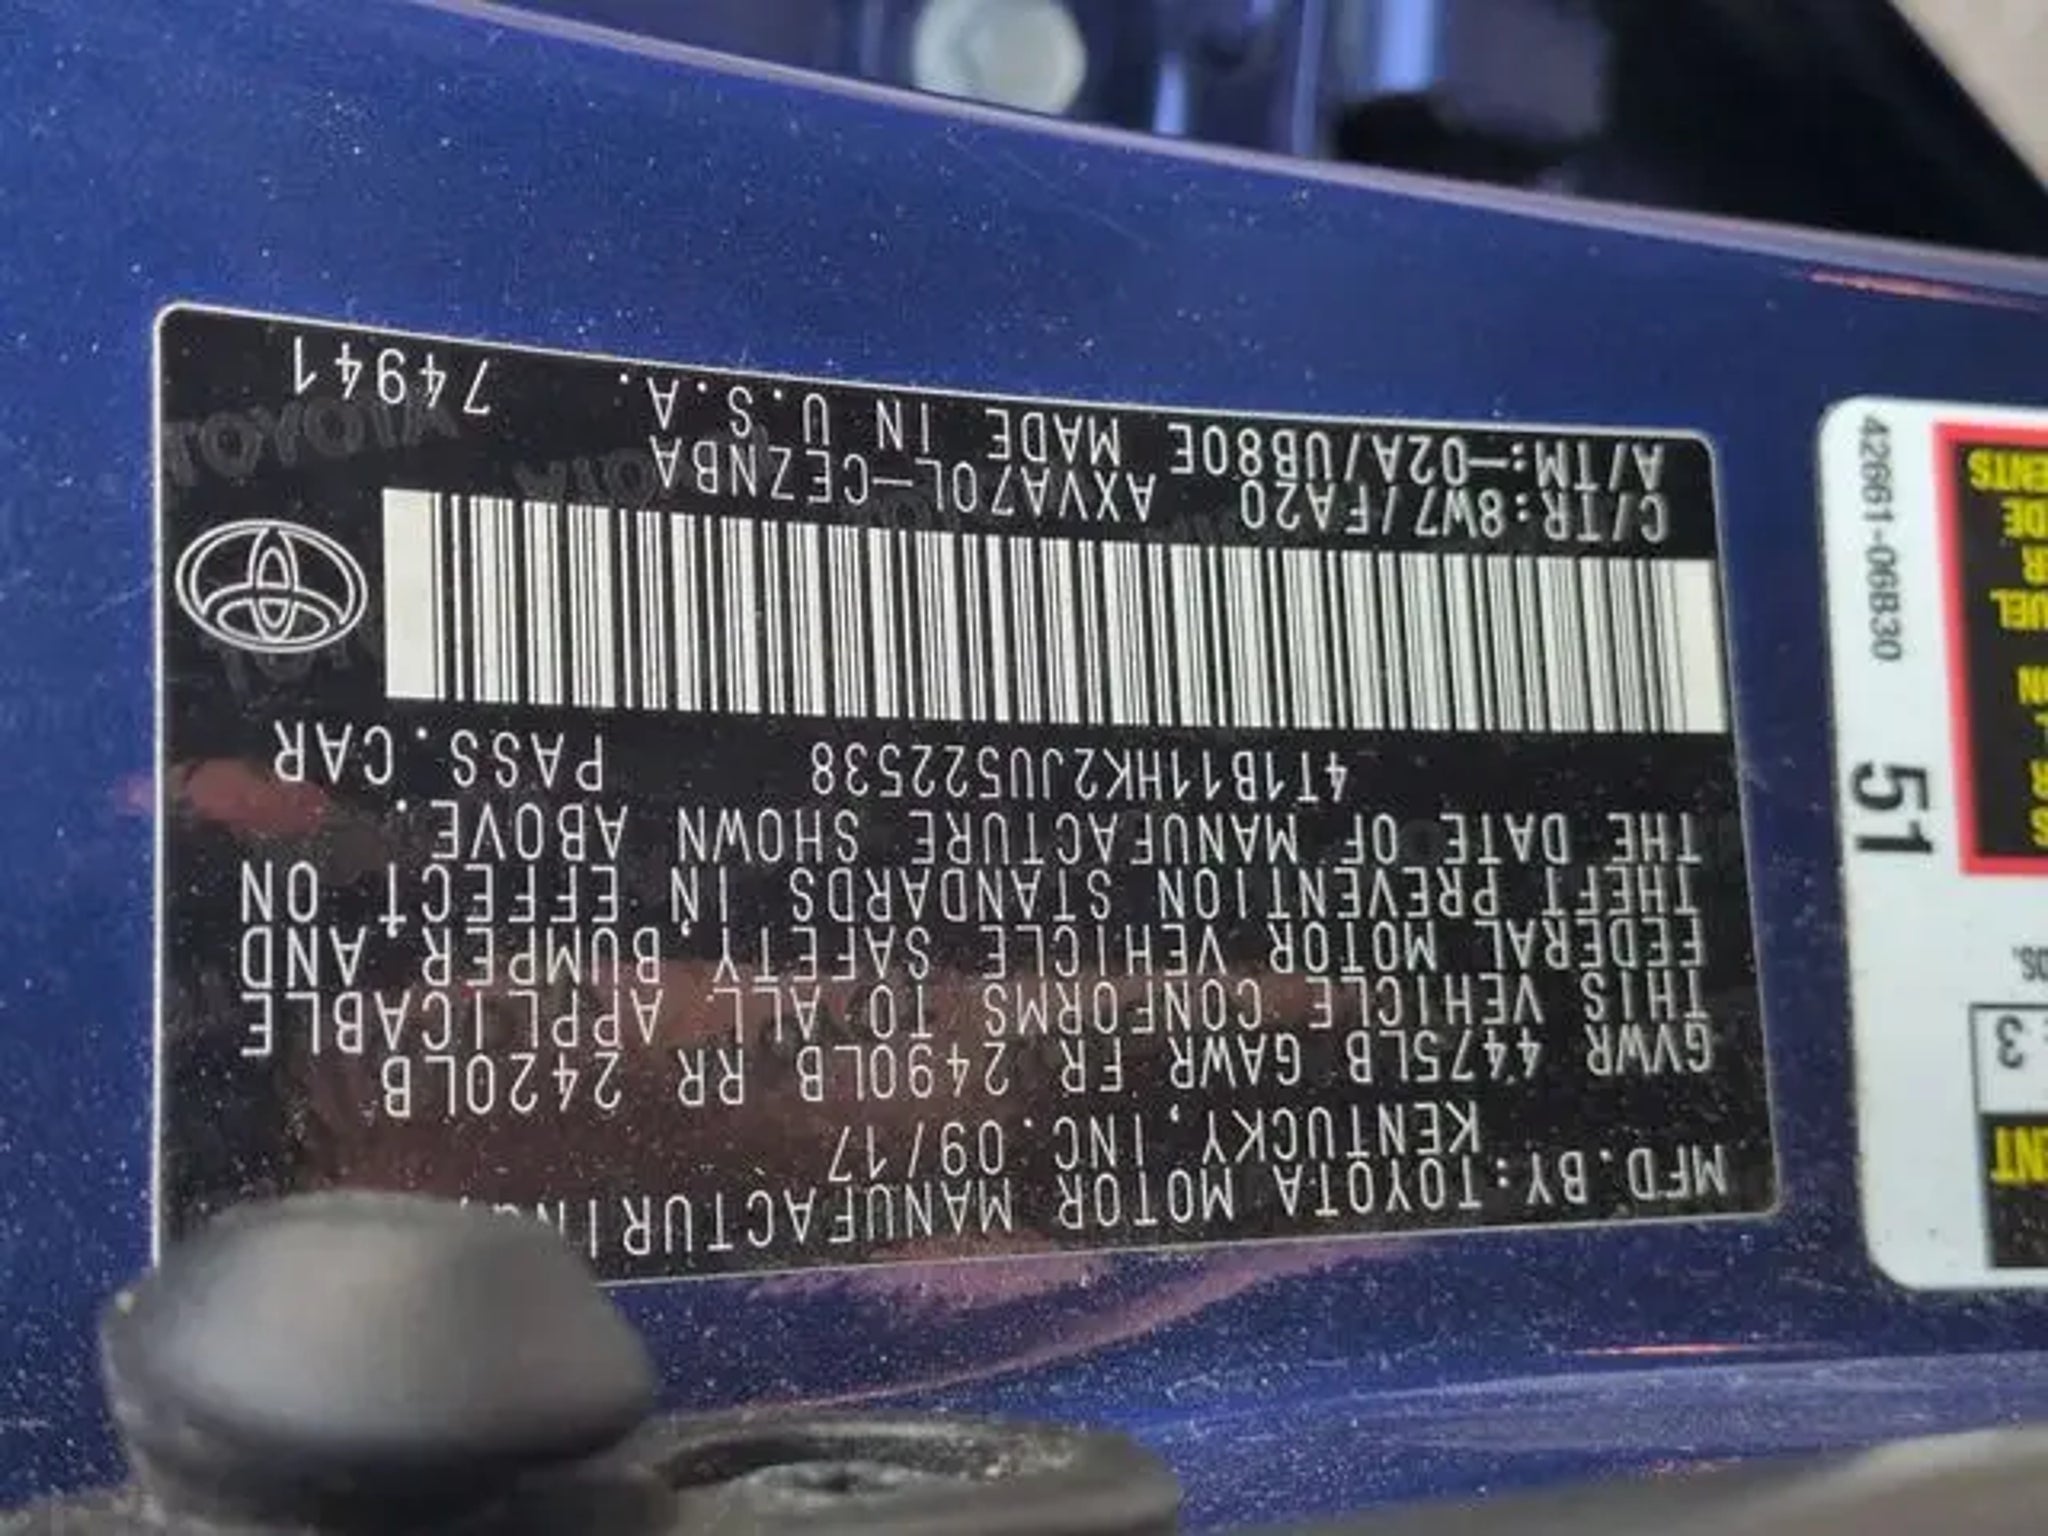 MFD.BY:TOYOTA MOTOR MANUFACTURING,
KENTUCKY,INC. 09/17
GVWR 4475LB GAWR FR 2490LB RR 2420LB
THIS VEHICLE CONFORMS TO ALL APPLICABLE
FEDERAL MOTOR VEHICLE SAFETY,BUMPER,AND
THEFT PREVENTION STANDARDS IN EFFECT ON
THE DATE OF MANUFACTURE SHOWN ABOVE.
4T1B11HK2JU522538 PASS.CAR
C/TR:8W7/FA20 AXVA70L-CEZNBA
A/TM:-02A/UB80E MADE IN U.S.A. 74941
TOYOTA
42661-06B30
51
3